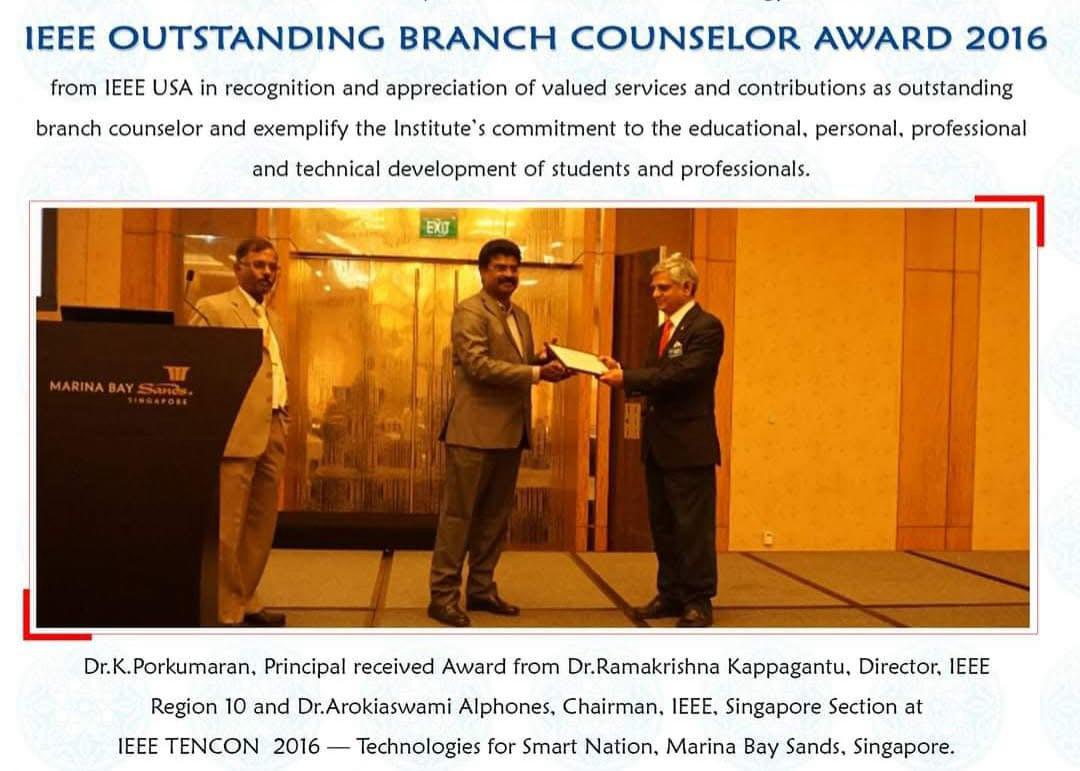 IEEE OUTSTANDING BRANCH COUNSELOR AWARD 2016
from IEEE USA in recognition and appreciation of valued services and contributions as outstanding
branch counselor and exemplify the Institute's commitment to the educational, personal, professional
and technical development of students and professionals.
EXIT
MARINA BAY Sands.
SINGAPORE
Dr.K.Porkumaran, Principal received Award from Dr.Ramakrishna Kappagantu, Director, IEEE
Region 10 and Dr.Arokiaswami Alphones, Chairman, IEEE, Singapore Section at
IEEE TENCON 2016 — Technologies for Smart Nation, Marina Bay Sands, Singapore.